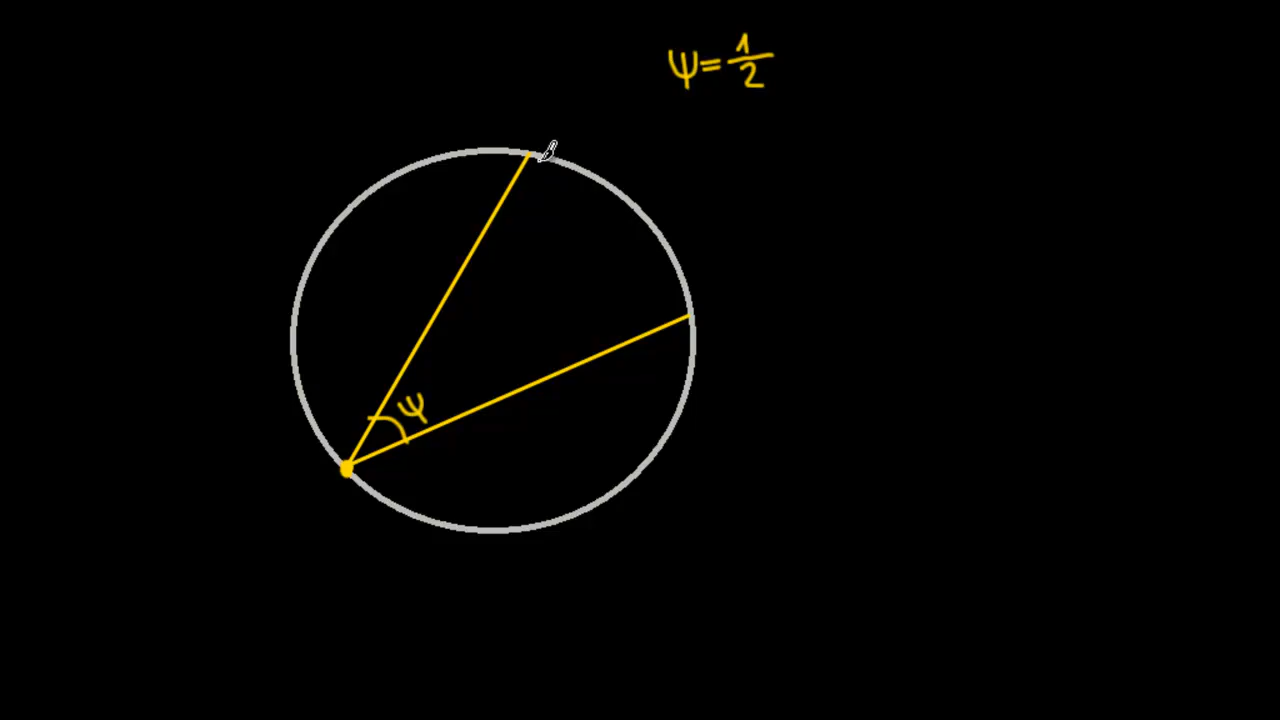 ψ = 1/2
ψ